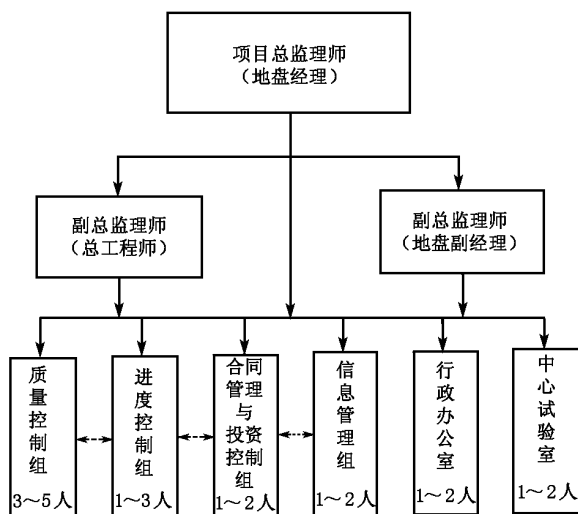 项目总监理师
（地盘经理）
副总监理师
（总工程师）
副总监理师
（地盘副经理）
质量控制组
3～5人
进度控制组
1～3人
合同管理与投资控制组
1～2人
信息管理组
1～2人
行政办公室
1～2人
中心试验室
1～2人